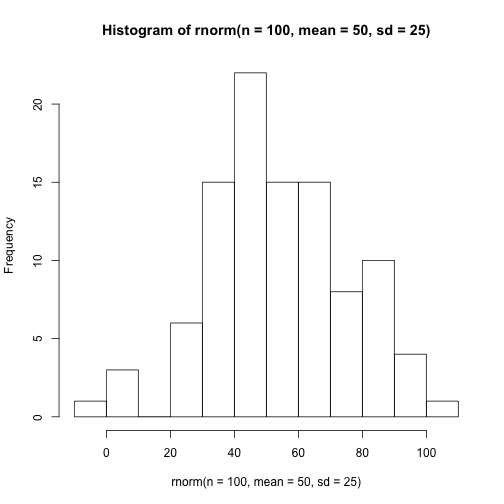 Histogram of rnorm(n = 100, mean = 50, sd = 25)
Frequency
20
15
10
5
0
0 20 40 60 80 100
rnorm(n = 100, mean = 50, sd = 25)